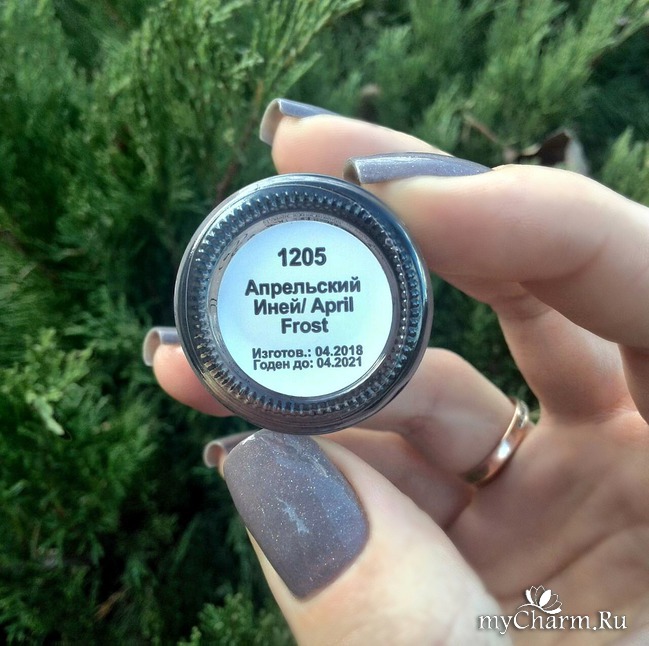 1205
Апрельский
Иней/ April
Frost
Изготов.: 04.2018
Годен до: 04.2021
myCharm.Ru